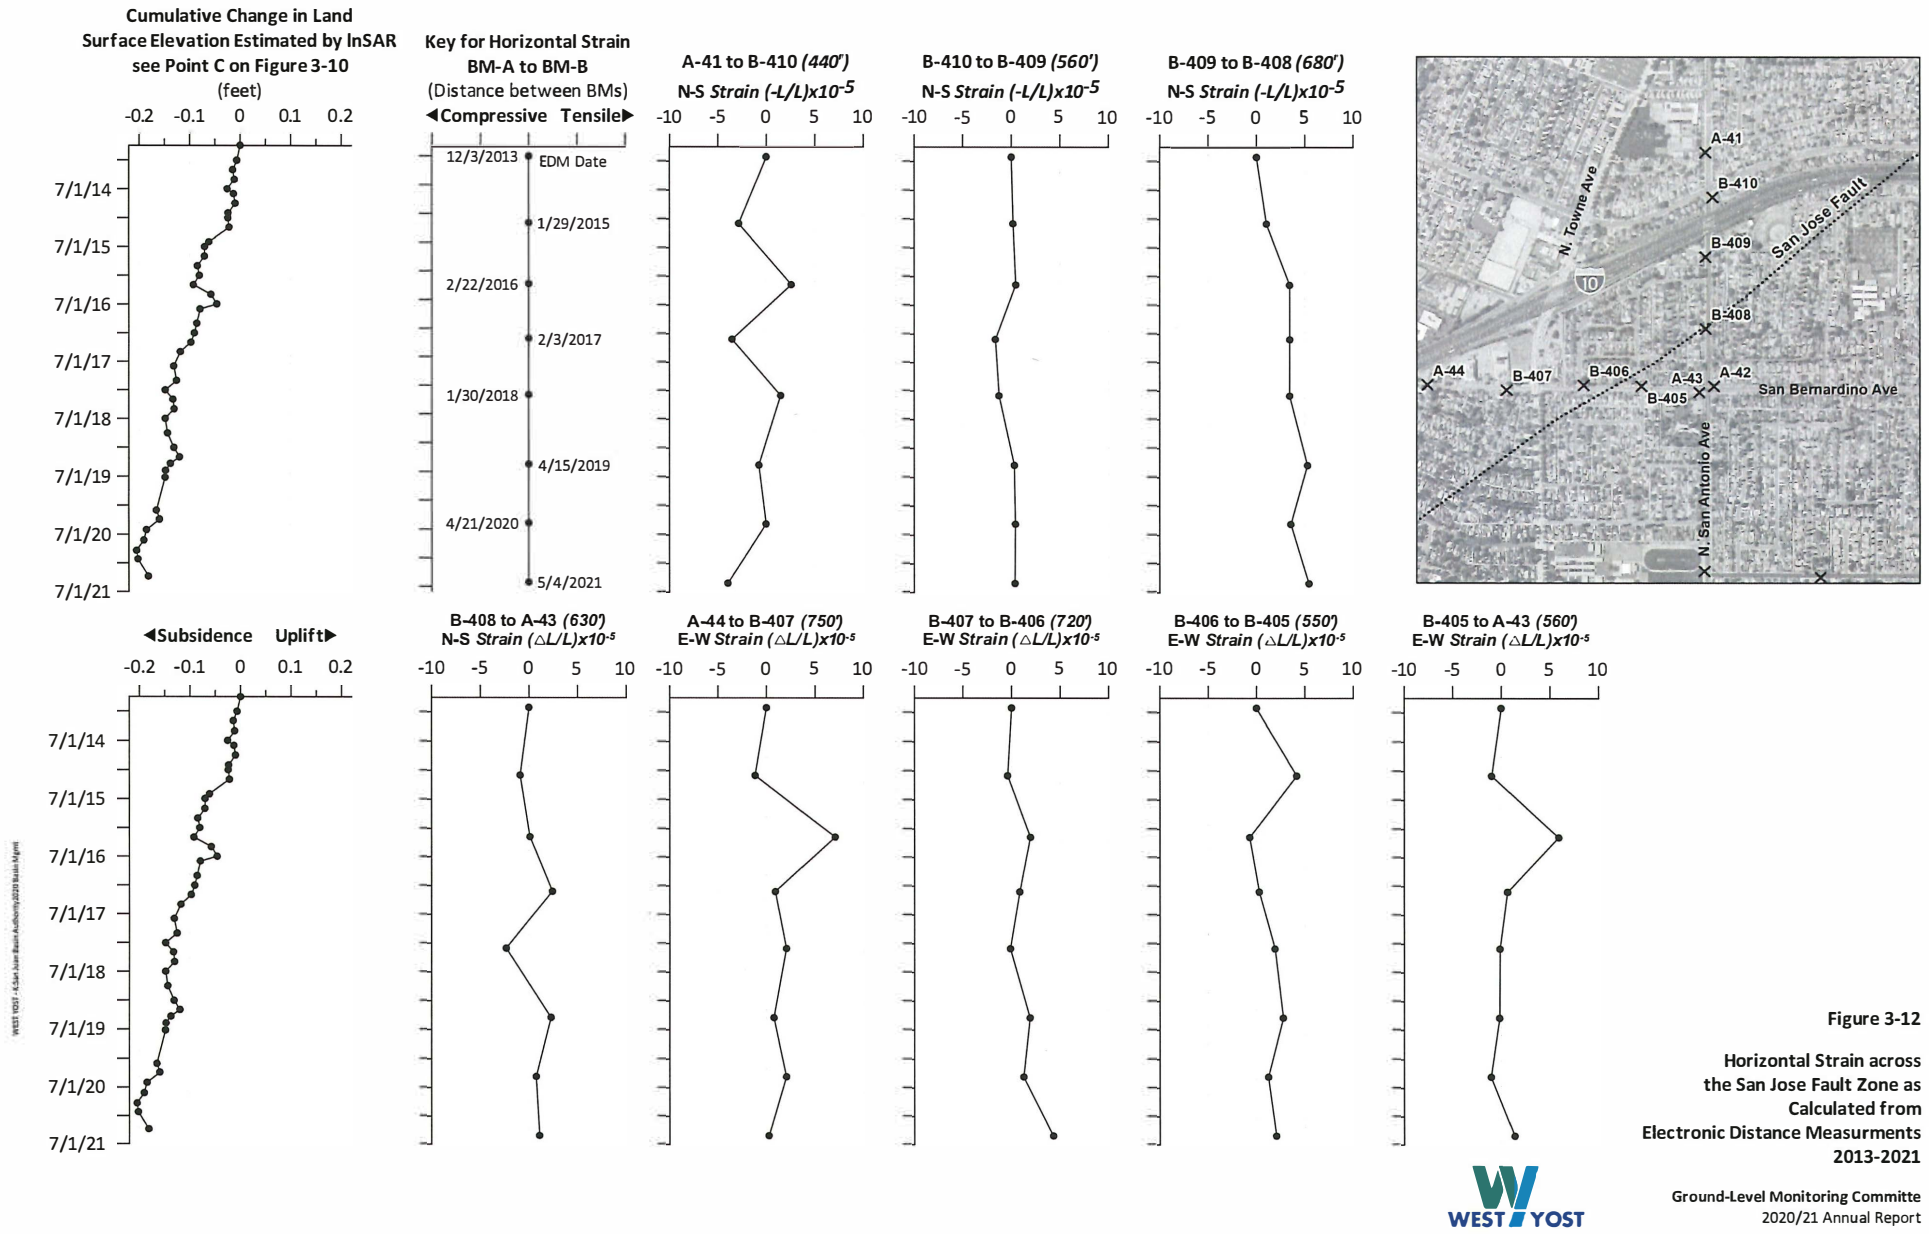 Cumulative Change in Land
Surface Elevation Estimated by lnSAR
see Point C on Figure 3-10
(feet)
-0.2 -0.1 0 0.1 0.2
7/1/14
7/1/15
7/1/16
7/1/17
7/1/18
7/1/19
7/1/20
7/1/21
Key for Horizontal Strain
BM-A to BM-B
(Distance between BMs)
◄Compressive Tensile►
12/3/2013 EDM Date
1/29/2015
2/22/2016
2/3/2017
1/30/2018
4/15/2019
4/21/2020
5/4/2021
A-41 to B-410 (440')
N-S Strain (-L/L)x10-5
-5 0 5 10
B-410 to B-409 (560')
N-S Strain (-L/L)x10-5
-10 -5 0 5 10
B-409 to B-408 (680')
N-S Strain (-L/L)x10-5
-10 -5 0 5 10
A-41
B-410
N. Towne Ave
San Jose Fault
B-409
10
B-408
A-44
B-407
B-406
B-405
A-43
A-42
San Bernardino Ave
N. San Antonio Ave
◄Subsidence Uplift►
-0.2 -0.1 0 0.1 0.2
7/1/14
7/1/15
7/1/16
7/1/17
7/1/18
7/1/19
7/1/20
7/1/21
B-408 to A-43 (630')
N-S Strain (△L/L)x10-5
-10 -5 0 5 10
A-44 to B-407 (750')
E-W Strain (△L/L)x10-5
-10 -5 0 5 10
B-407 to B-406 (720')
E-W Strain (△L/L)x10-5
-10 -5 0 5 10
B-406 to B-405 (550')
E-W Strain (△L/L)x10-5
-10 -5 0 5 10
B-405 to A-43 (560')
E-W Strain (△L/L)x10-5
-10 -5 0 5 10
WEST YOST - K:San Juan Basin Authority2020 Basin Mgmt
Figure 3-12
Horizontal Strain across
the San Jose Fault Zone as
Calculated from
Electronic Distance Measurments
2013-2021
WEST YOST
Ground-Level Monitoring Committe
2020/21 Annual Report